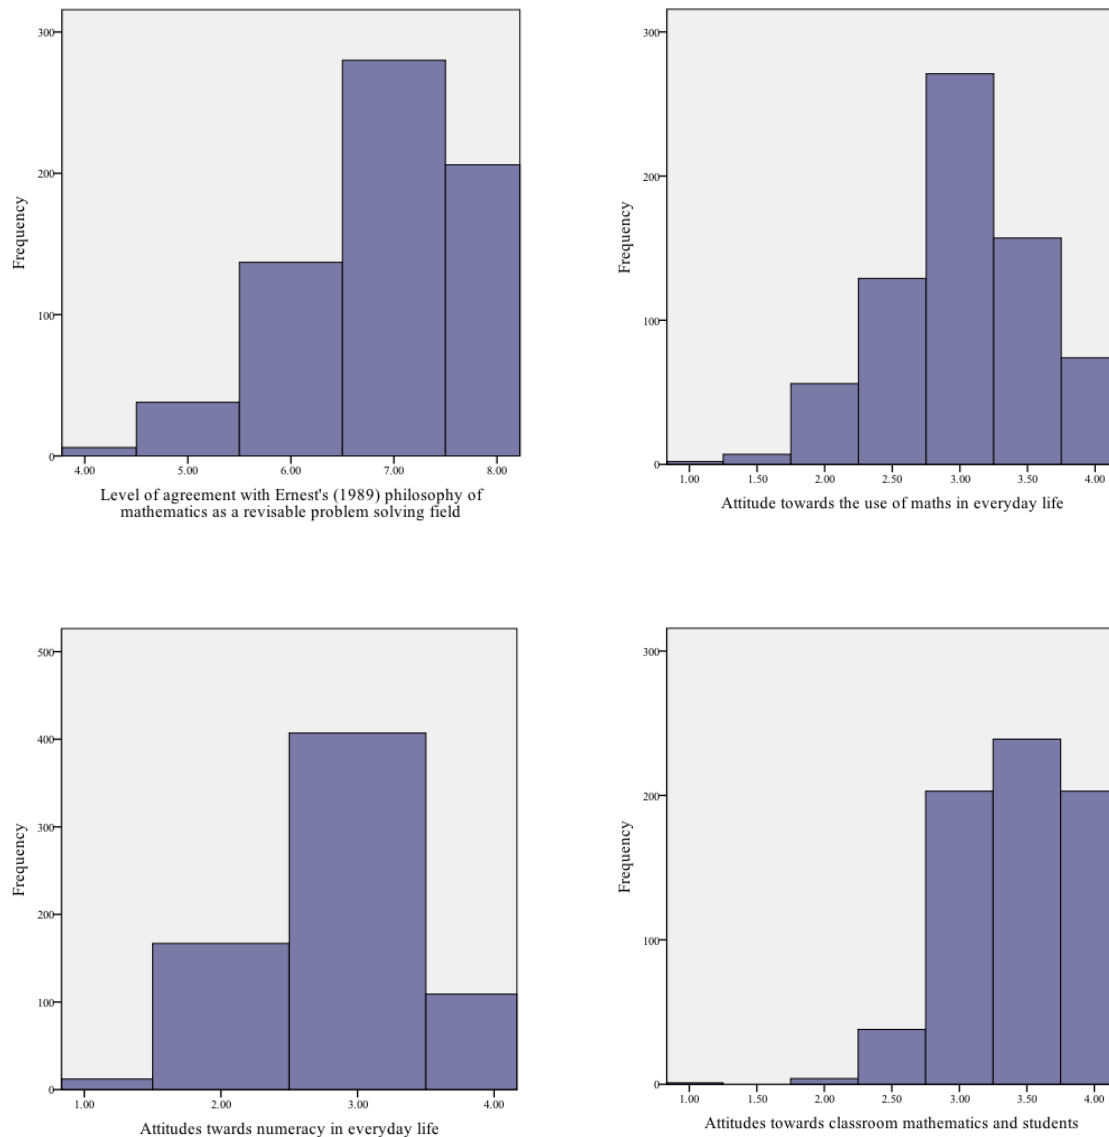 300
200
100
0
Frequency
4.00 5.00 6.00 7.00 8.00
Level of agreement with Ernest's (1989) philosophy of
mathematics as a revisable problem solving field
300
200
100
0
Frequency
1.00 1.50 2.00 2.50 3.00 3.50 4.00
Attitude towards the use of maths in everyday life
500
400
300
200
100
0
Frequency
1.00 2.00 3.00 4.00
Attitudes twards numeracy in everyday life
300
200
100
0
Frequency
1.00 1.50 2.00 2.50 3.00 3.50 4.00
Attitudes towards classroom mathematics and students